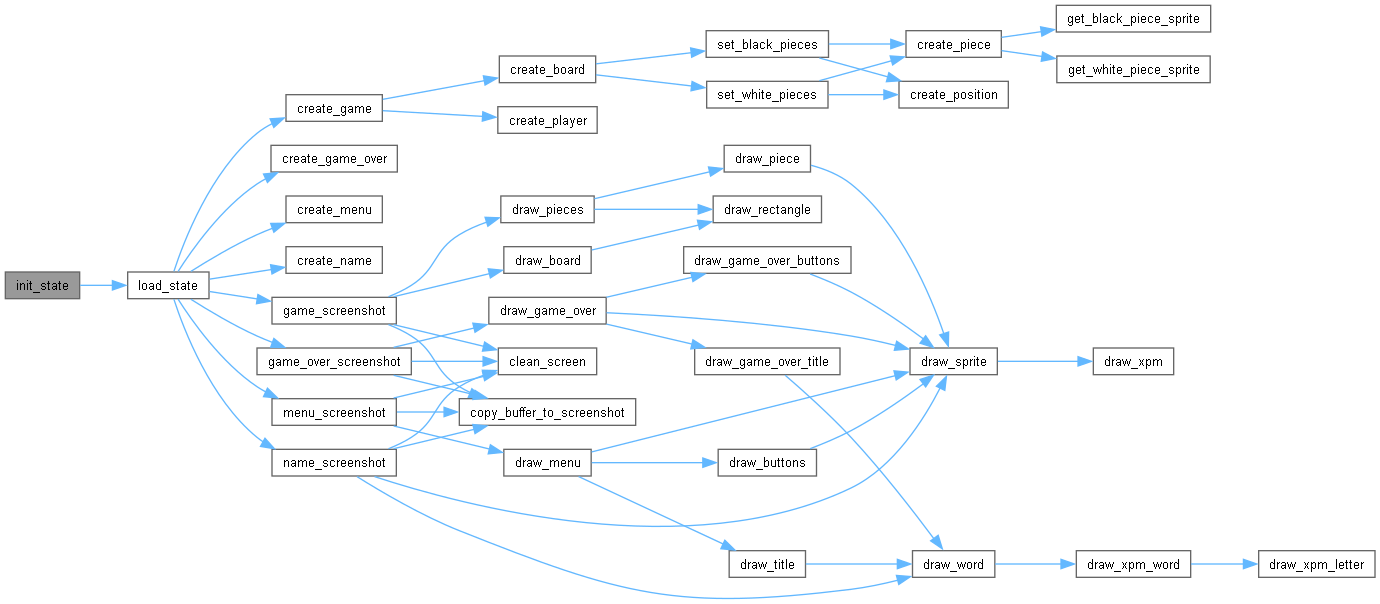 init_state
load_state
create_game
create_game_over
create_menu
create_name
game_screenshot
game_over_screenshot
menu_screenshot
name_screenshot
create_board
create_player
draw_pieces
draw_board
draw_game_over
clean_screen
copy_buffer_to_screenshot
draw_menu
set_black_pieces
set_white_pieces
draw_piece
draw_rectangle
draw_game_over_buttons
draw_game_over_title
draw_buttons
draw_title
create_piece
create_position
draw_sprite
draw_word
get_black_piece_sprite
get_white_piece_sprite
draw_xpm
draw_xpm_word
draw_xpm_letter